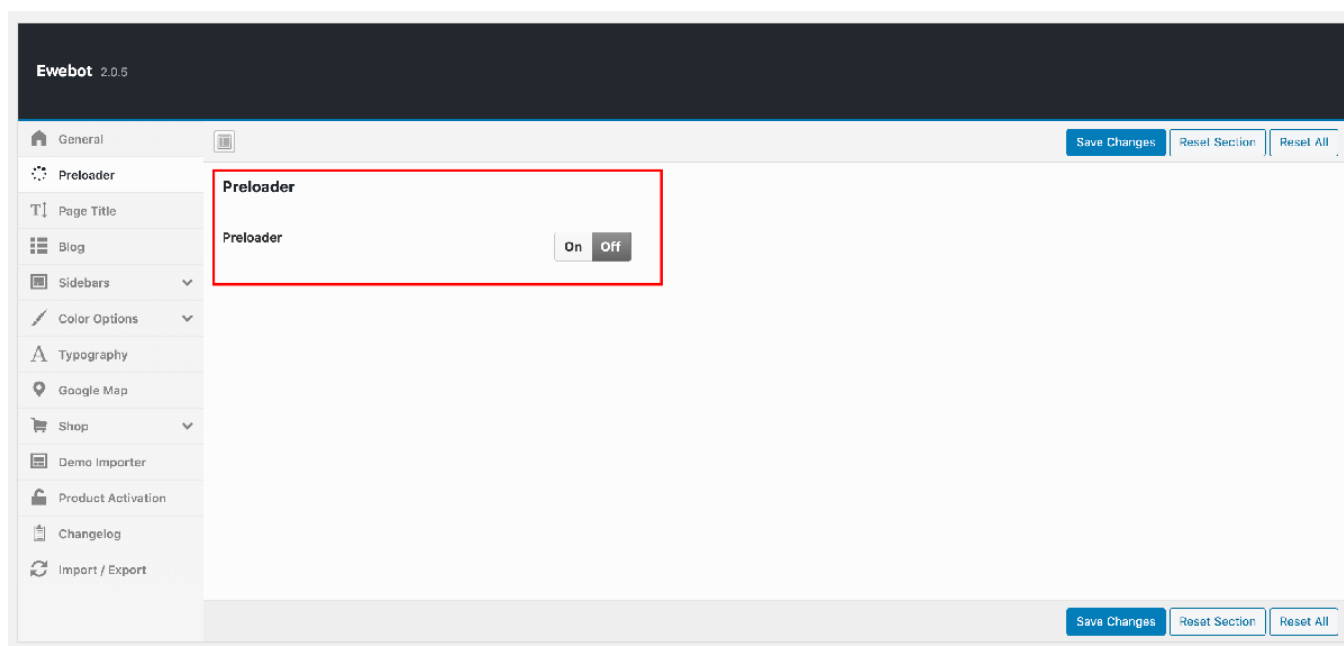 Ewebot 2.0.5
General
Save Changes Reset Section Reset All
Preloader
Page Title
Blog
Sidebars
Color Options
Typography
Google Map
Shop
Demo Importer
Product Activation
Changelog
Import / Export
Preloader
Preloader On Off
Save Changes Reset Section Reset All